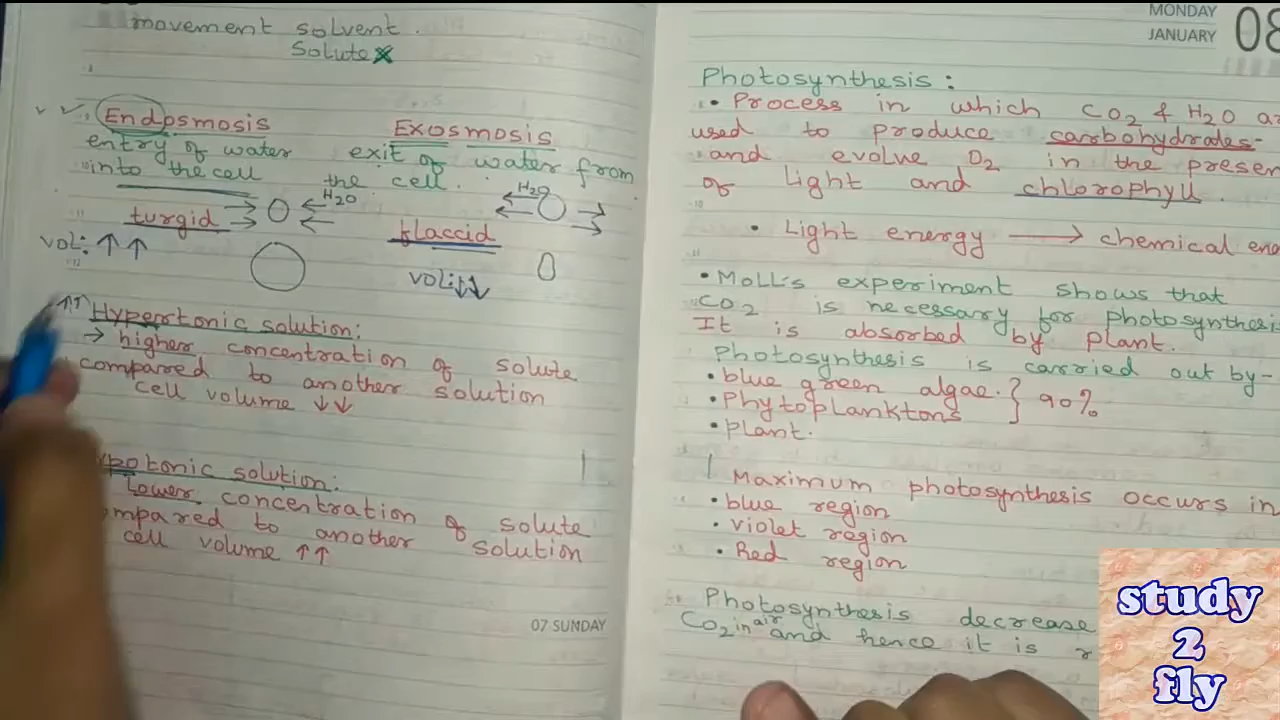 movement solvent.
Solute x
Endosmosis
entry of water
into the cell
turgid
H2O
vol: ↑ ↑
Exosmosis
exit of water from
the cell.
H2O
flaccid
vol: ↓↓
↑↑ Hypertonic solution:
→ higher concentration of solute
compared to another solution
cell volume ↓↓
potonic solution:
Lower concentration of solute
ompared to another solution
cell volume ↑↑
07 SUNDAY
MONDAY
JANUARY
08
Photosynthesis:
• Process in which CO2 & H2O a
used to produce carbohydrates
and evolve O2 in the presen
of Light and chlorophyll.
• Light energy → chemical ene
• Moll's experiment shows that
CO2 is necessary for photosynthesi
It is absorbed by plant.
Photosynthesis is carried out by-
• blue green algae. } 90%
• Phytoplanktons
• Plant.
Maximum photosynthesis occurs in
• blue region
• violet region
• Red region
Photosynthesis decrease
CO2 in air and hence it is r
study
2
fly